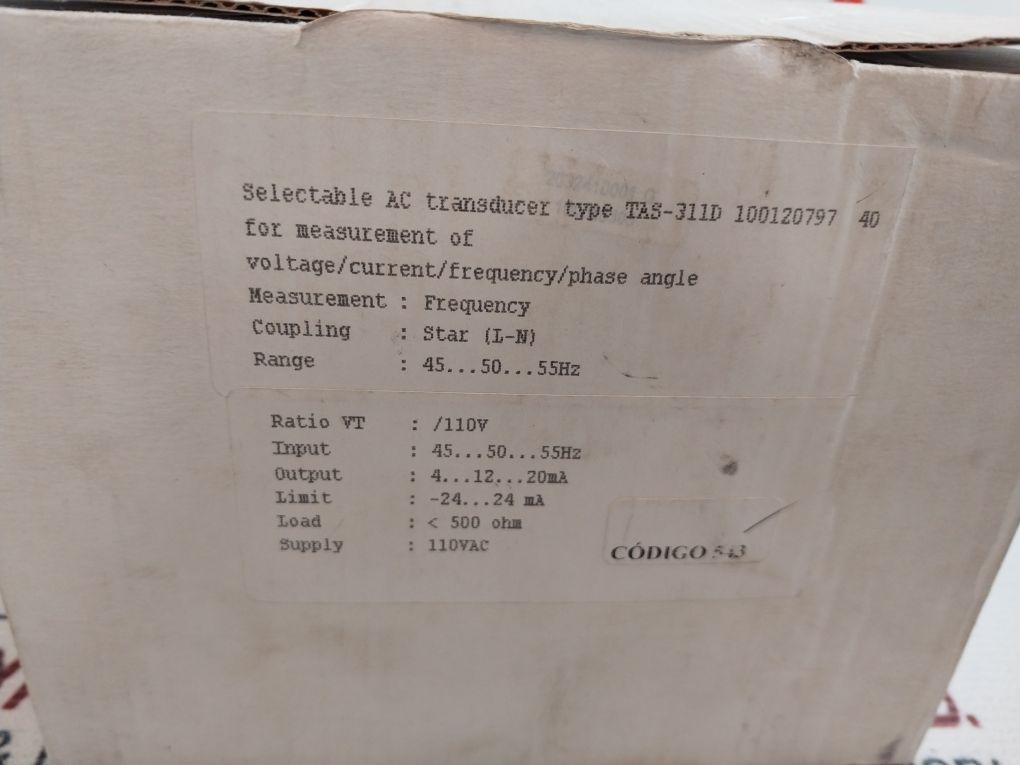 Selectable AC transducer type TAS-311D 100120797 40
for measurement of
voltage/current/frequency/phase angle
Measurement : Frequency
Coupling : Star (L-N)
Range : 45...50...55Hz
Ratio VT : /110V
Input : 45...50...55Hz
Output : 4...12...20mA
Limit : -24...24 mA
Load : < 500 ohm
Supply : 110VAC
CÓDIGO 543